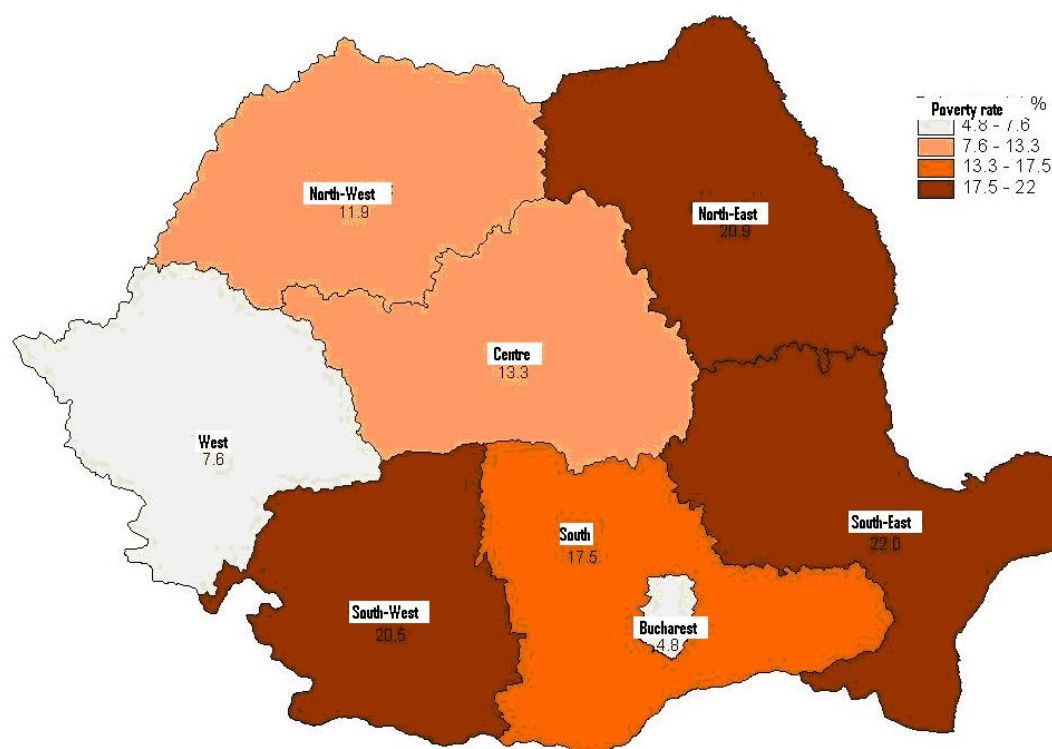 Poverty rate %
4.8 - 7.6
7.6 - 13.3
13.3 - 17.5
17.5 - 22
North-West
11.9
North-East
20.9
Centre
13.3
West
7.6
South-East
22.0
South
17.5
South-West
20.5
Bucharest
4.8